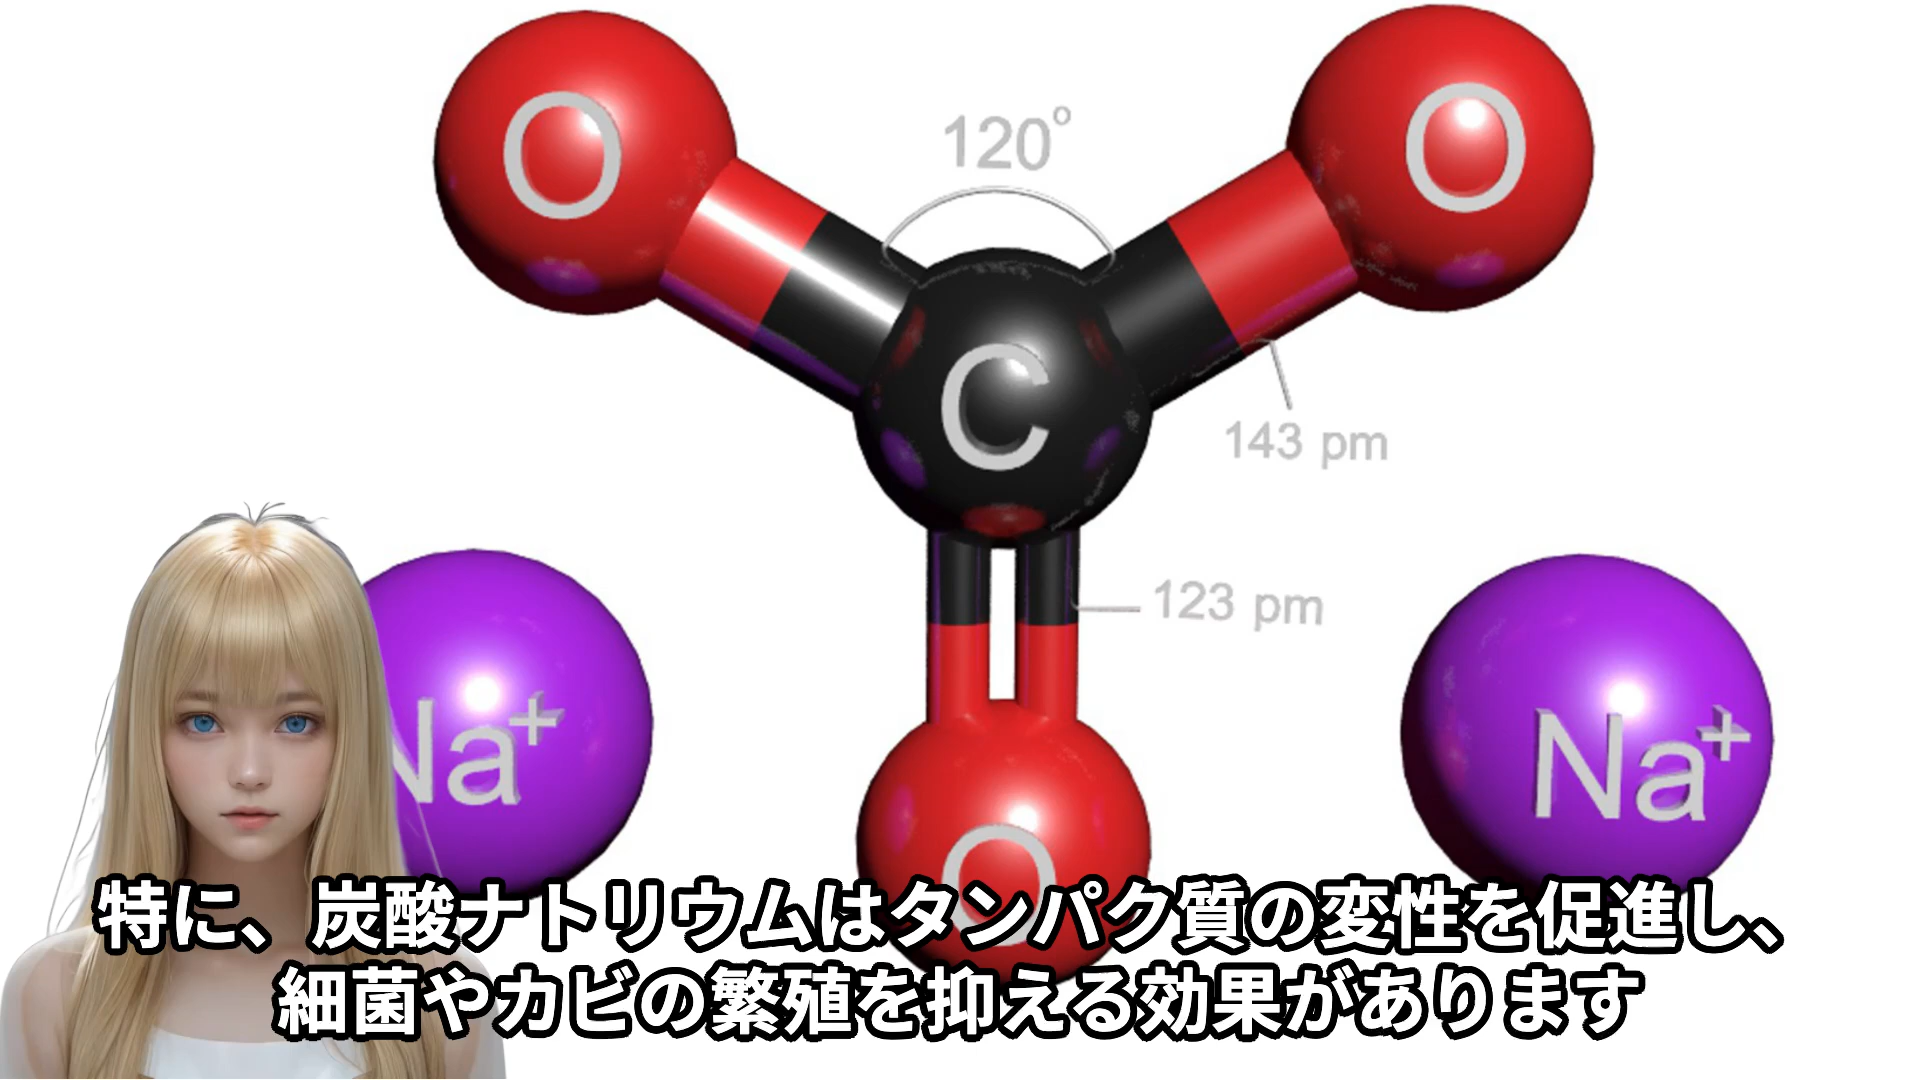 O
O
120°
C
143 pm
123 pm
Na⁺
Na⁺
O
特に、炭酸ナトリウムはタンパク質の変性を促進し、
細菌やカビの繁殖を抑える効果があります